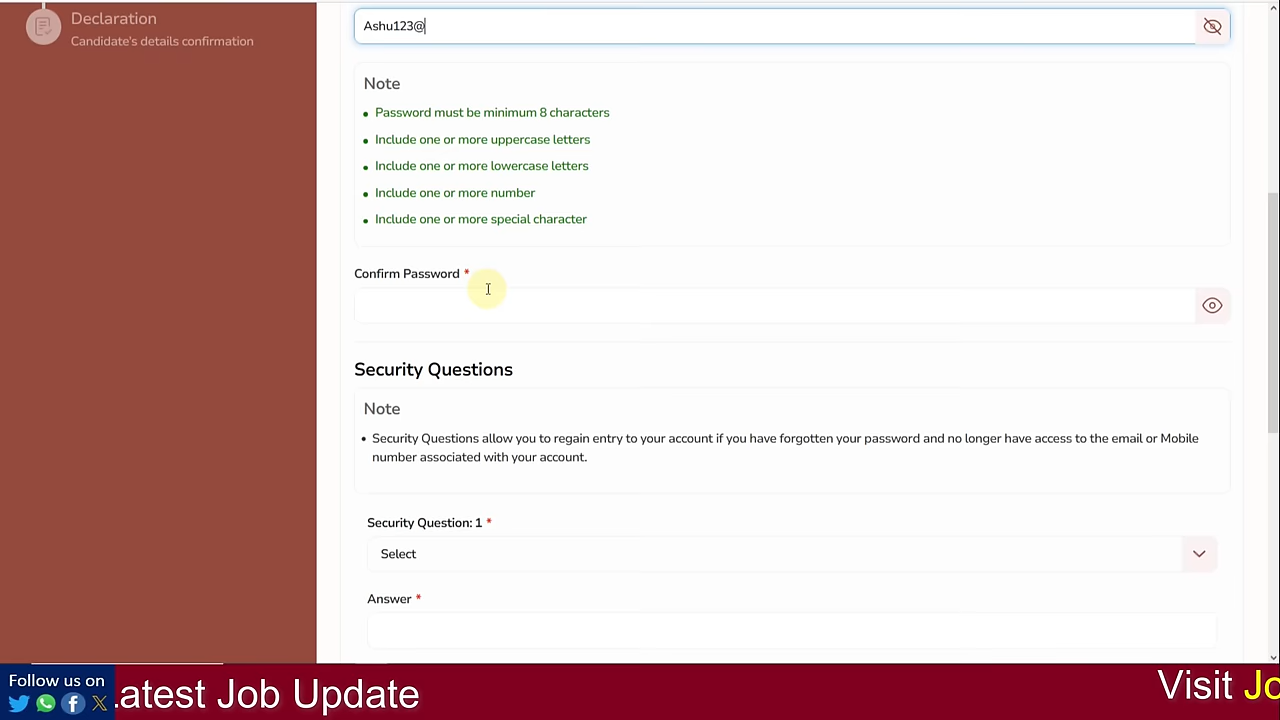 Declaration
Candidate's details confirmation
Ashu123@
Note
• Password must be minimum 8 characters
• Include one or more uppercase letters
• Include one or more lowercase letters
• Include one or more number
• Include one or more special character
Confirm Password *
Security Questions
Note
• Security Questions allow you to regain entry to your account if you have forgotten your password and no longer have access to the email or Mobile
number associated with your account.
Security Question: 1 *
Select
Answer *
Follow us on
Latest Job Update
Visit Jo